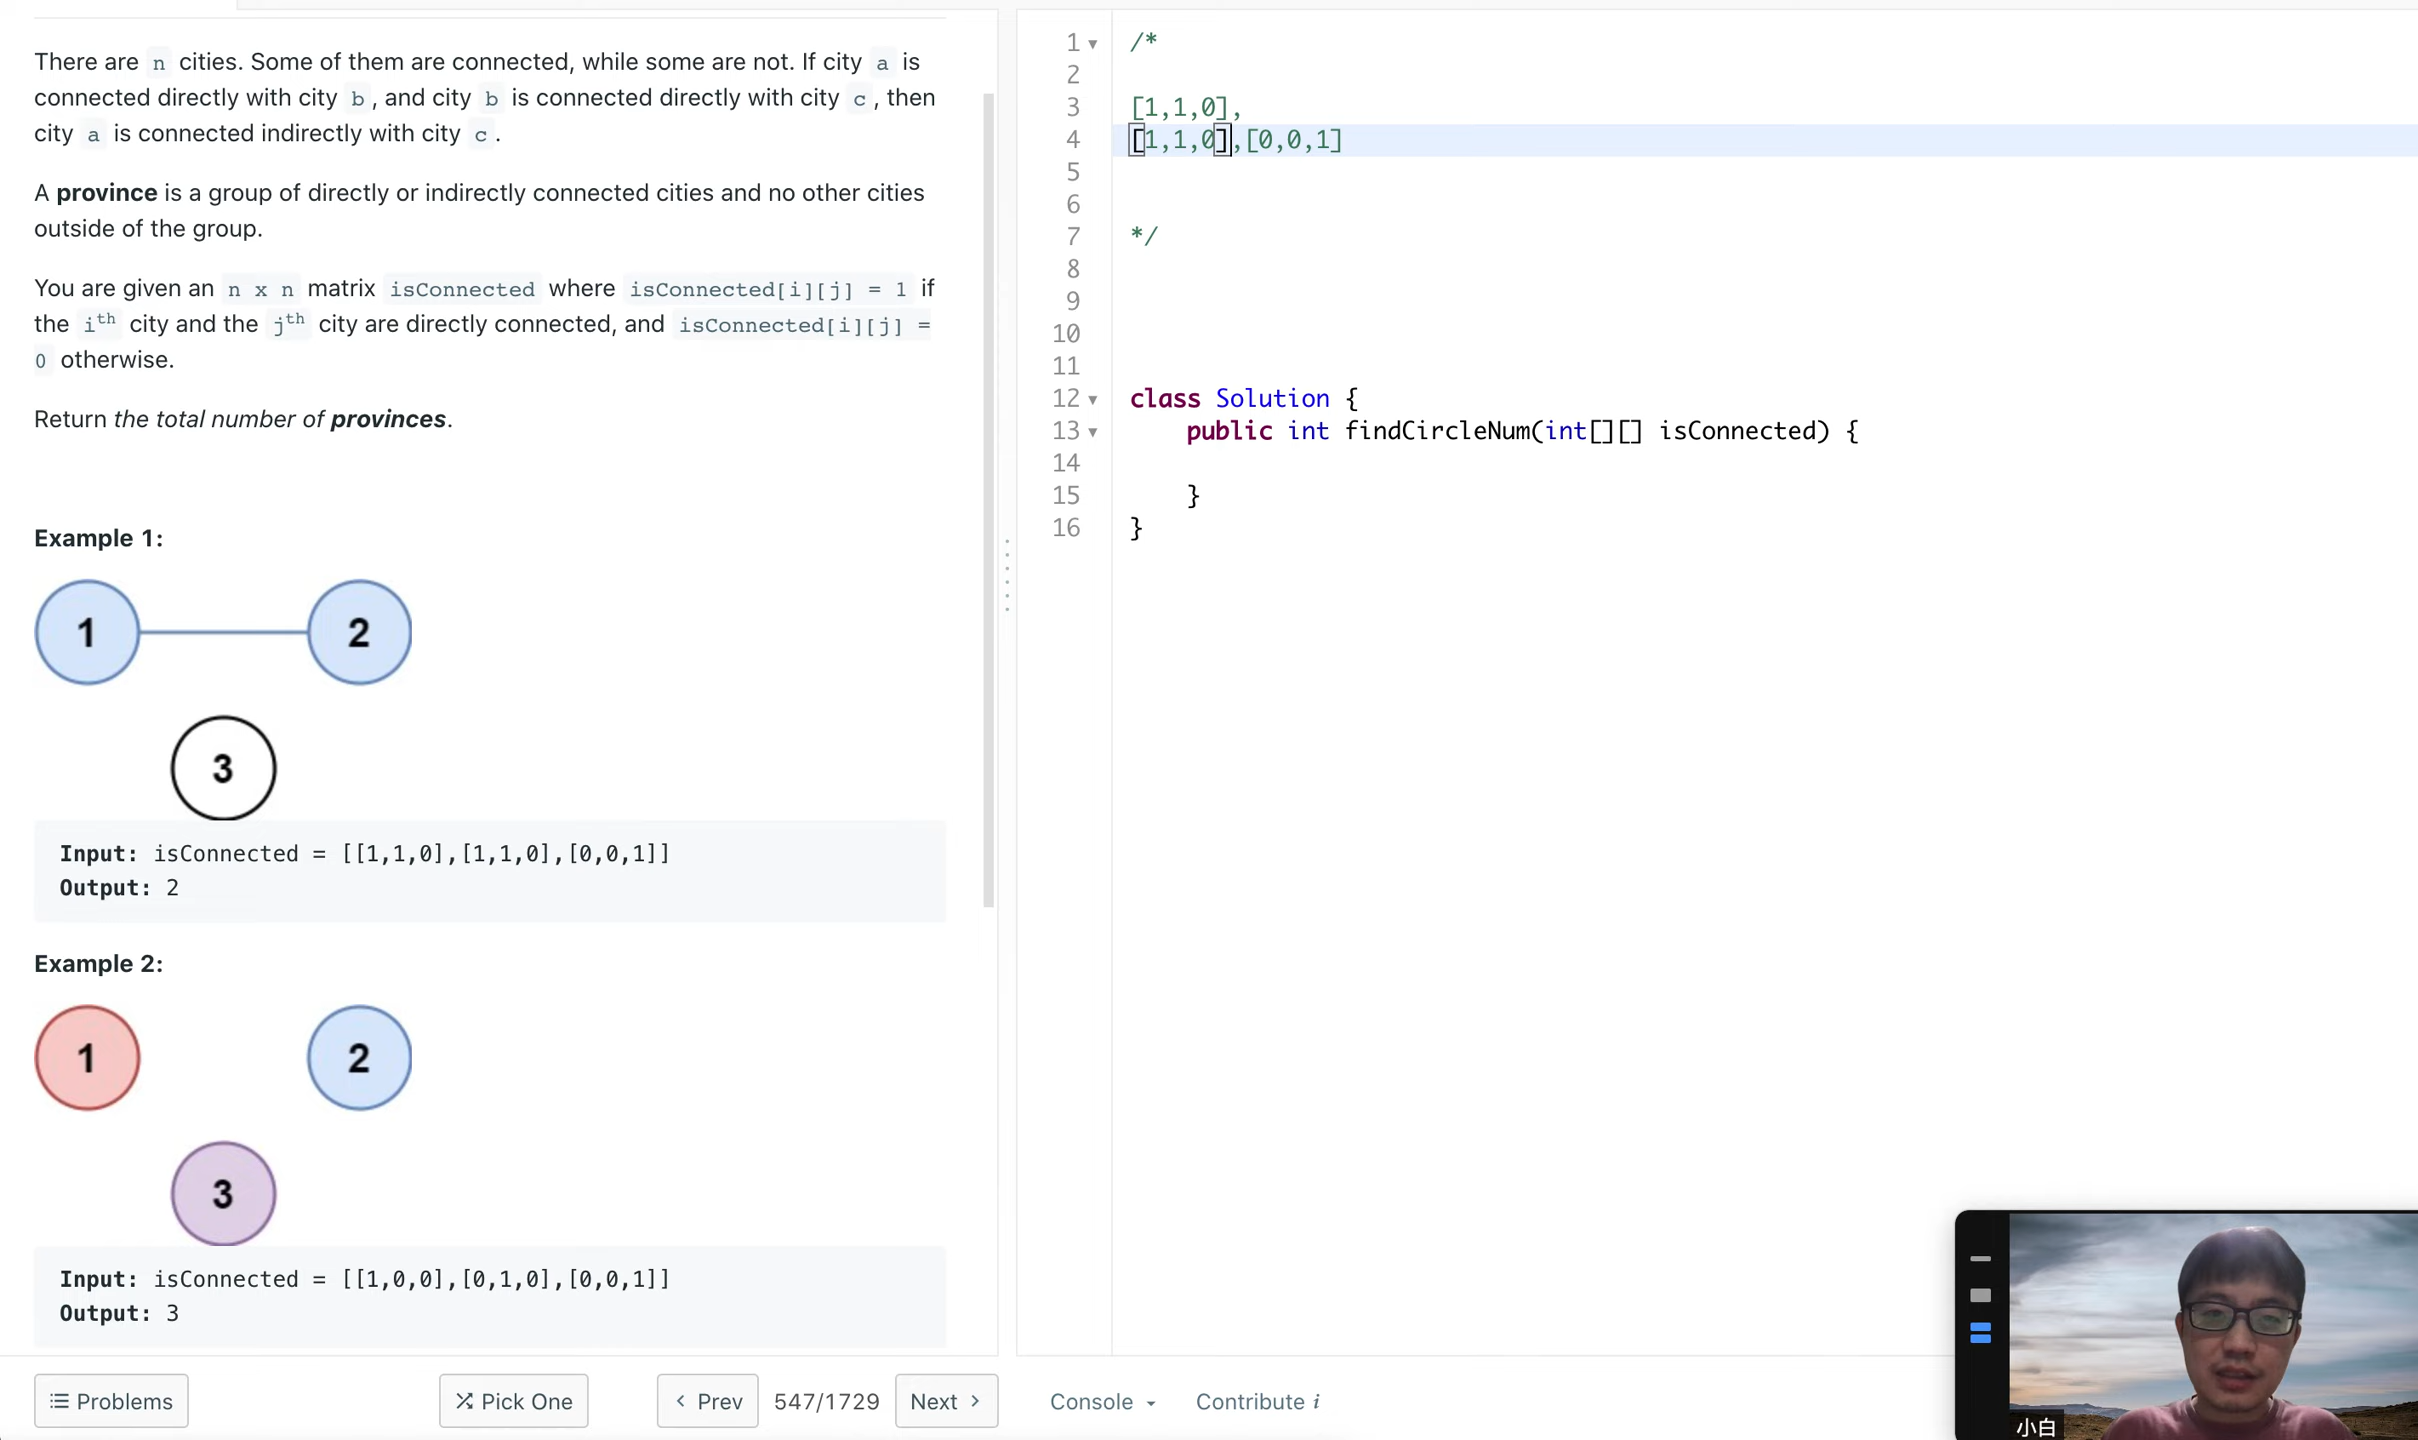 There are n cities. Some of them are connected, while some are not. If city a is
connected directly with city b , and city b is connected directly with city c , then
city a is connected indirectly with city c .
A province is a group of directly or indirectly connected cities and no other cities
outside of the group.
You are given an n x n matrix isConnected where isConnected[i][j] = 1 if
the ith city and the jth city are directly connected, and isConnected[i][j] =
0 otherwise.
Return the total number of provinces.
Example 1:
1
2
3
Input: isConnected = [[1,1,0],[1,1,0],[0,0,1]]
Output: 2
Example 2:
1
2
3
Input: isConnected = [[1,0,0],[0,1,0],[0,0,1]]
Output: 3
Problems
Pick One
Prev
547/1729
Next
1 /*
2
3 [1,1,0],
4 [1,1,0],[0,0,1]
5
6
7 */
8
9
10
11
12 class Solution {
13     public int findCircleNum(int[][] isConnected) {
14
15     }
16 }
Console
Contribute i
小白